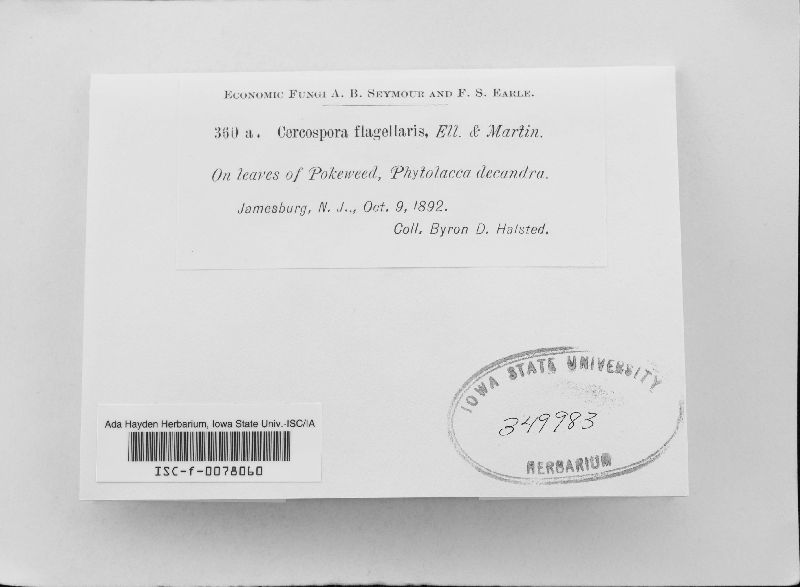 Economic Fungi A. B. Seymour and F. S. Earle.
360 a. Cercospora flagellaris, Ell. & Martin.
On leaves of Pokeweed, Phytolacca decandra.
Jamesburg, N. J., Oct. 9, 1892.
Coll. Byron D. Halsted.
IOWA STATE UNIVERSITY
349983
HERBARIUM
Ada Hayden Herbarium, Iowa State Univ.-ISC/IA
ISC-f-0078060